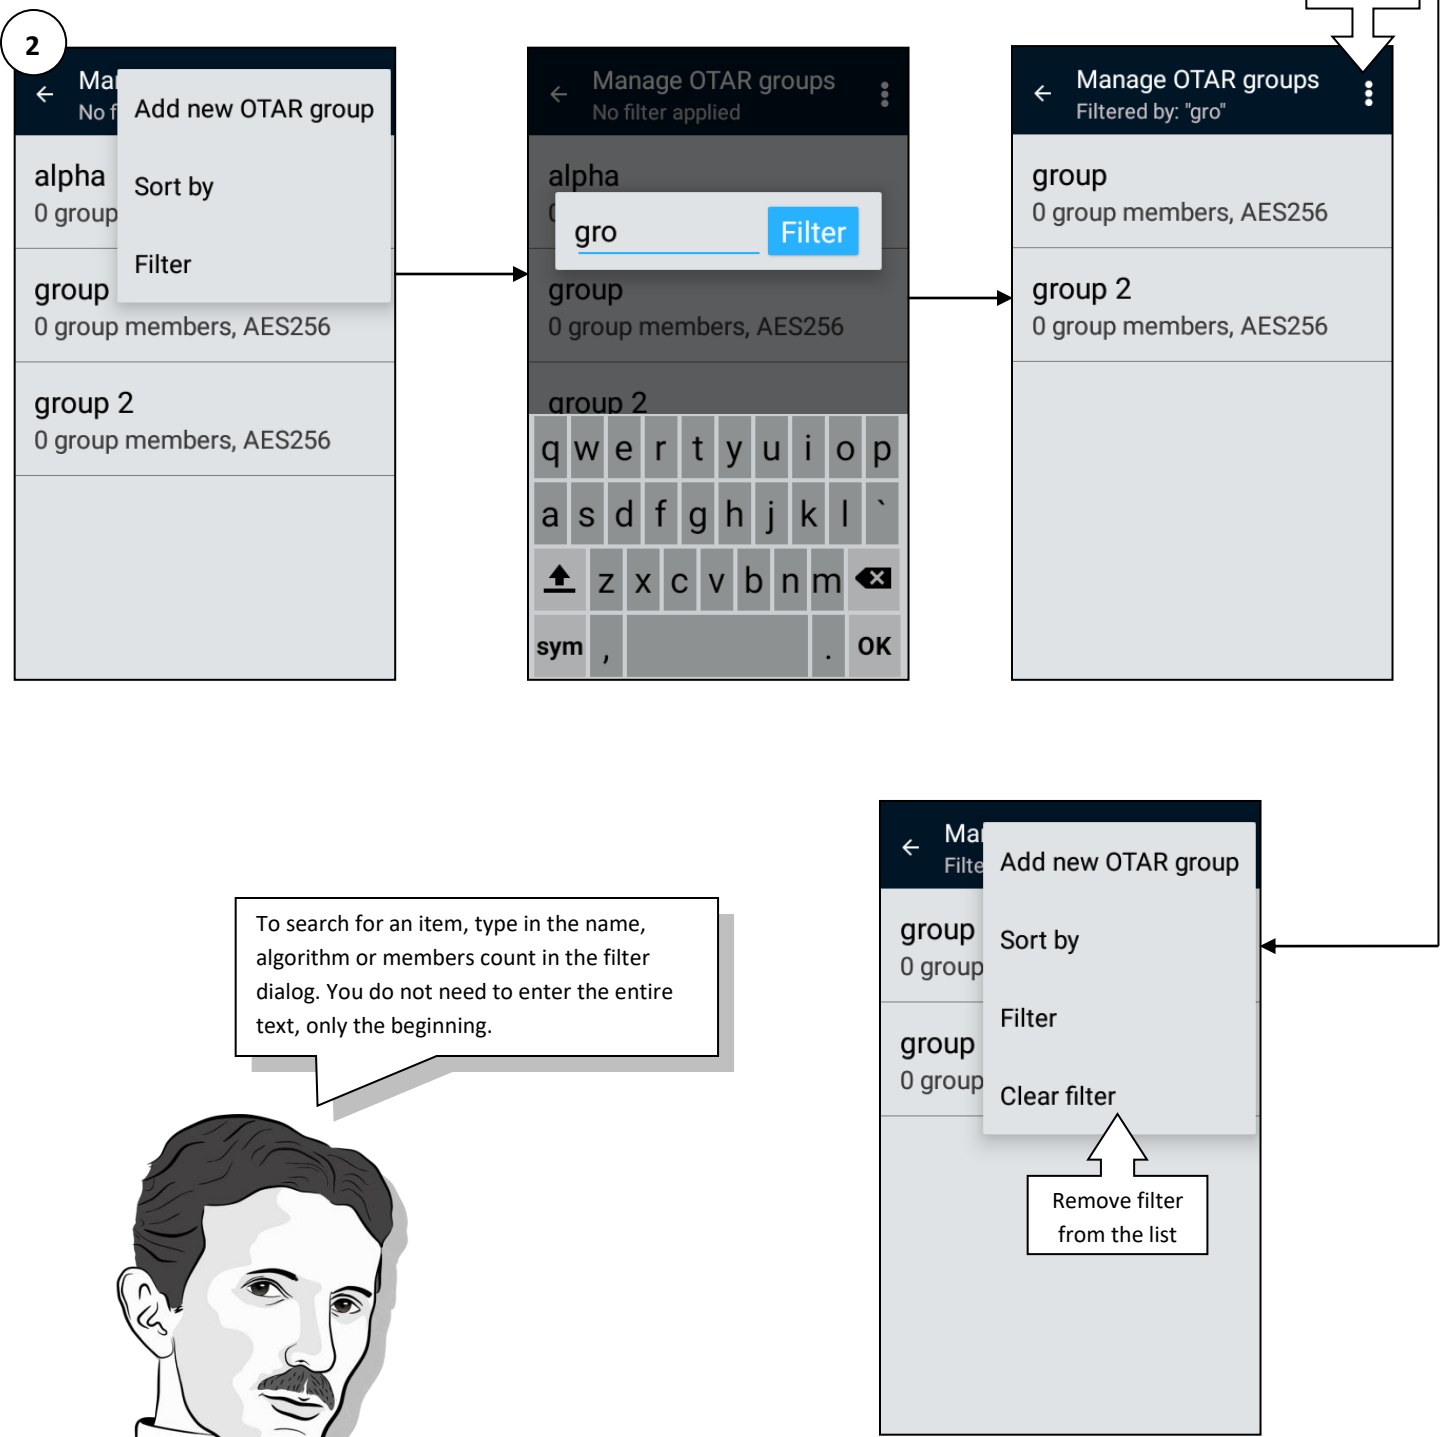 2
Ma
No f
Add new OTAR group
Sort by
Filter
alpha
0 group
group
0 group members, AES256
group 2
0 group members, AES256
Manage OTAR groups
No filter applied
alpha
gro
Filter
group
0 group members, AES256
group 2
q w e r t y u i o p
a s d f g h j k l `
z x c v b n m
sym , . OK
Manage OTAR groups
Filtered by: "gro"
group
0 group members, AES256
group 2
0 group members, AES256
To search for an item, type in the name,
algorithm or members count in the filter
dialog. You do not need to enter the entire
text, only the beginning.
Ma
Filte
Add new OTAR group
Sort by
Filter
Clear filter
group
0 group
group
0 group
Remove filter
from the list